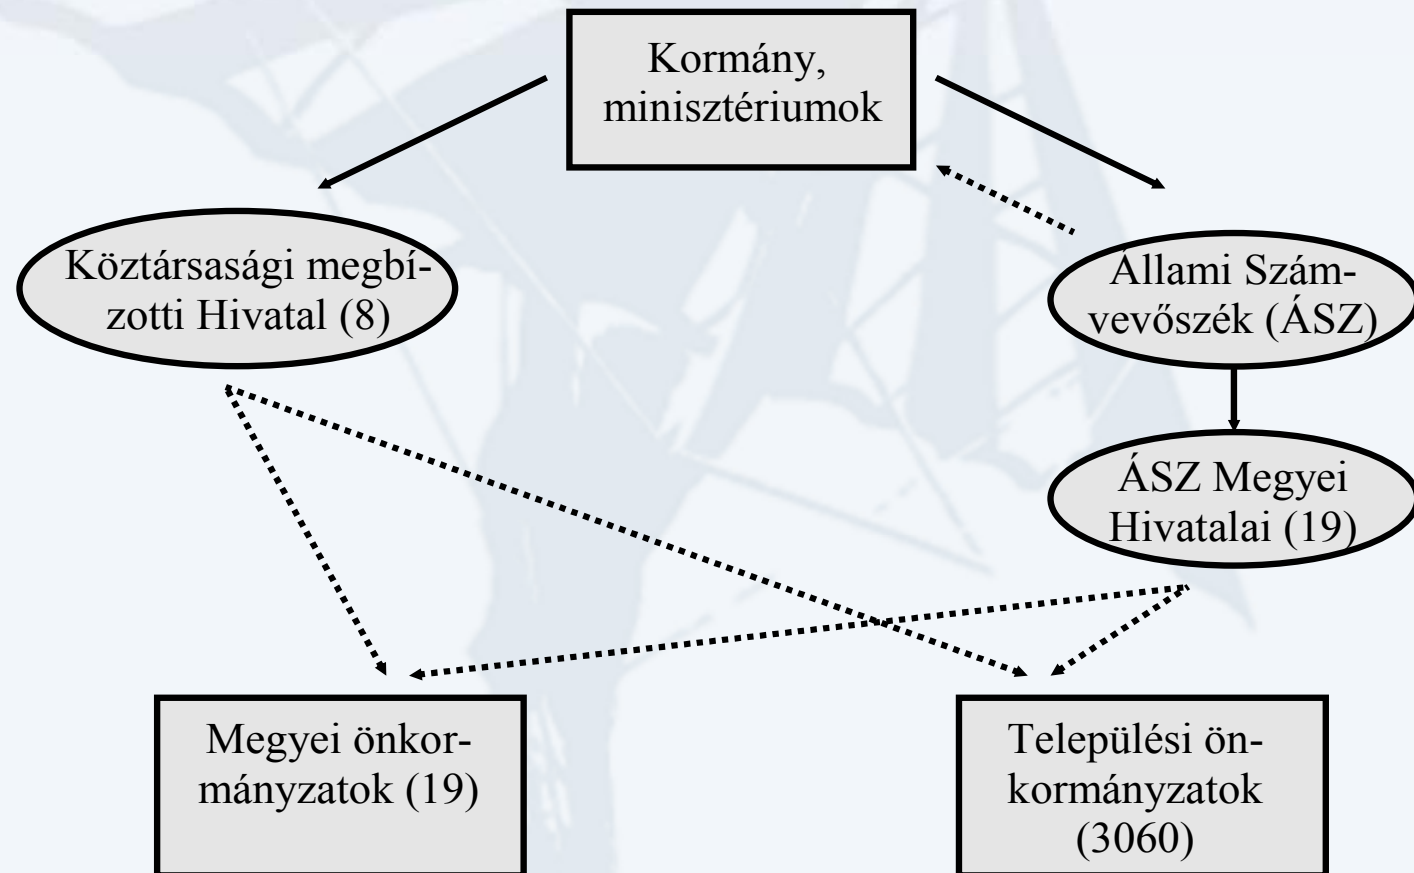 Kormány,
minisztériumok
Köztársasági megbí-
zotti Hivatal (8)
Állami Szám-
vevőszék (ÁSZ)
ÁSZ Megyei
Hivatalai (19)
Megyei önkor-
mányzatok (19)
Települési ön-
kormányzatok
(3060)